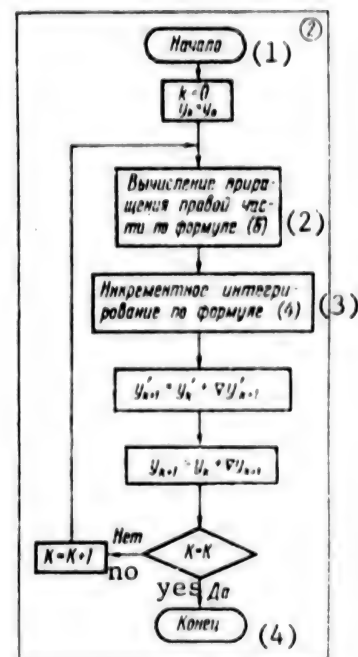 ②
Начало (1)
k=0
y₀=y₀
Вычисление прира-
щения правой час-
ти по формуле (6) (2)
Инкрементное интегри-
рование по формуле (4) (3)
y'ₖ₊₁ = y'ₖ + ∇y'ₖ₊₁
yₖ₊₁ = yₖ + ∇yₖ₊₁
Нет
K=K
K=K+1
no
yes Да
Конец (4)